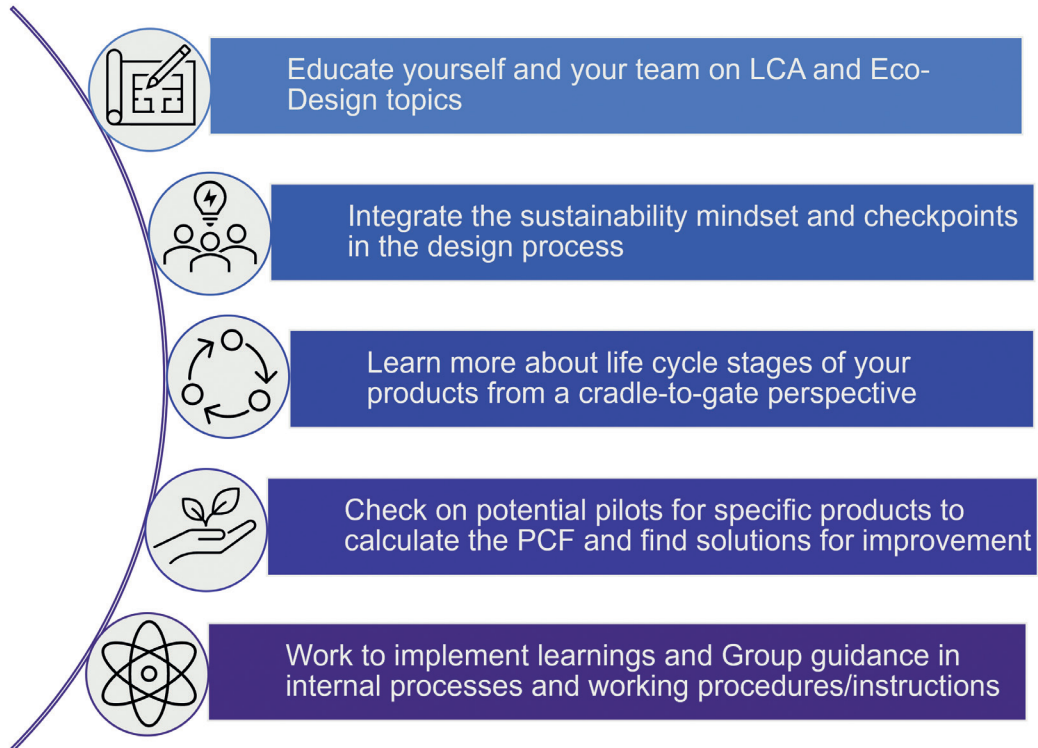 Educate yourself and your team on LCA and Eco-
Design topics
Integrate the sustainability mindset and checkpoints
in the design process
Learn more about life cycle stages of your
products from a cradle-to-gate perspective
Check on potential pilots for specific products to
calculate the PCF and find solutions for improvement
Work to implement learnings and Group guidance in
internal processes and working procedures/instructions